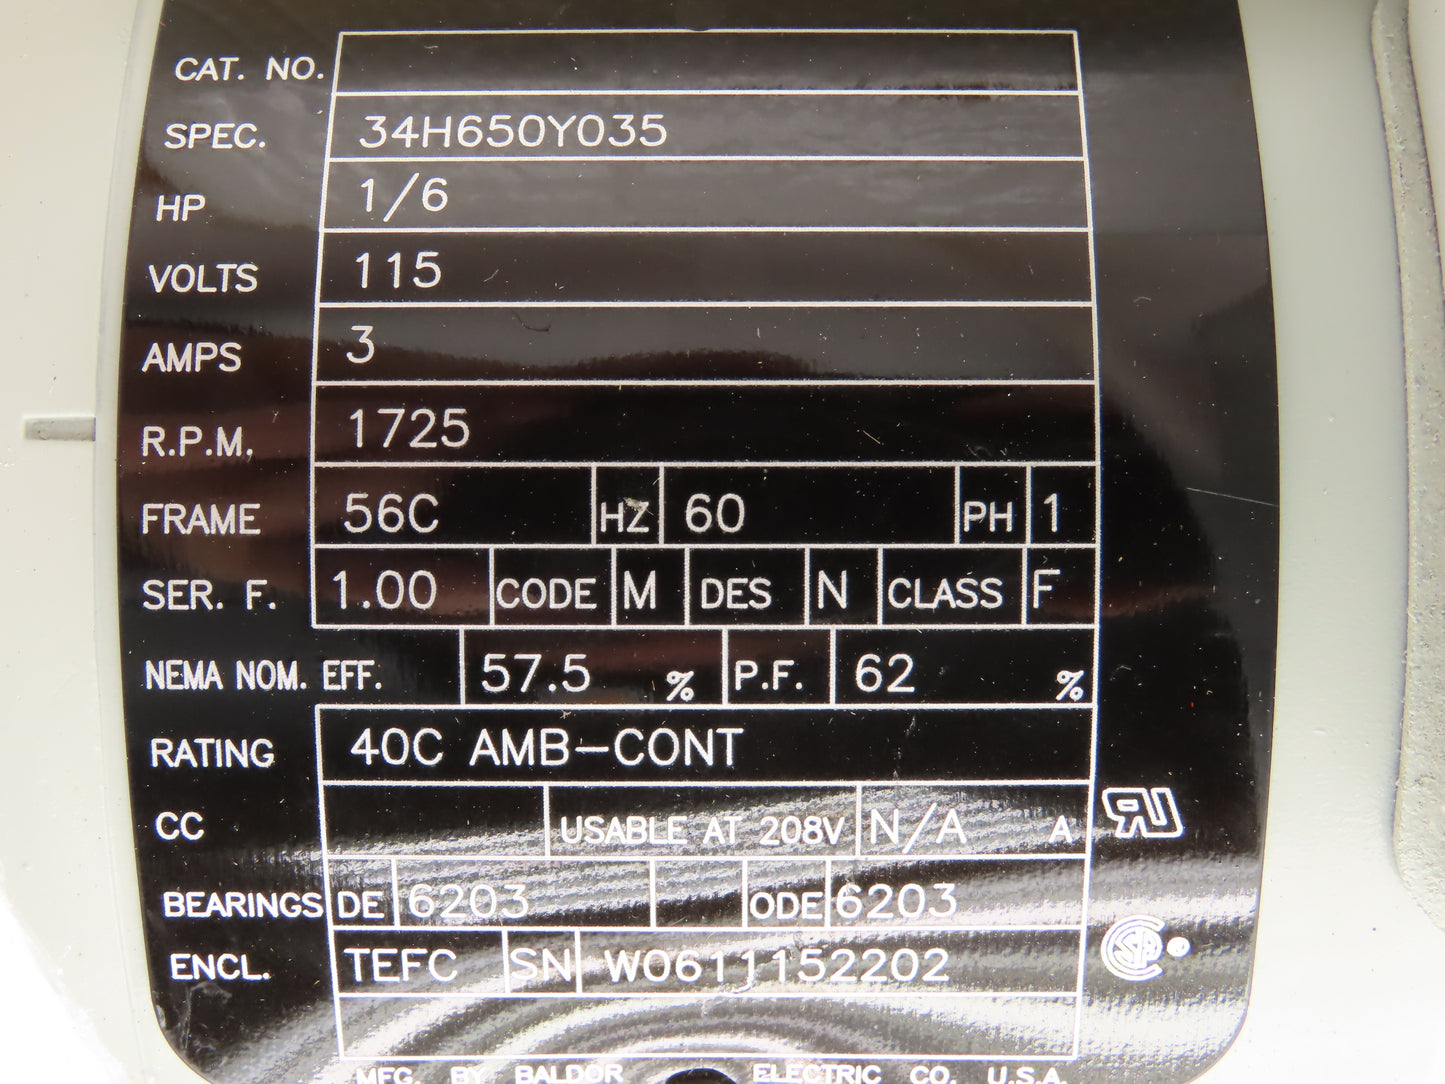 CAT. NO.
SPEC. 34H650Y035
HP 1/6
VOLTS 115
AMPS 3
R.P.M. 1725
FRAME 56C HZ 60 PH 1
SER. F. 1.00 CODE M DES N CLASS F
NEMA NOM. EFF. 57.5 % P.F. 62 %
RATING 40C AMB-CONT
CC USABLE AT 208V N/A A
BEARINGS DE 6203 ODE 6203
ENCL. TEFC SN W0611152202
MFG. BY BALDOR ELECTRIC CO. U.S.A.